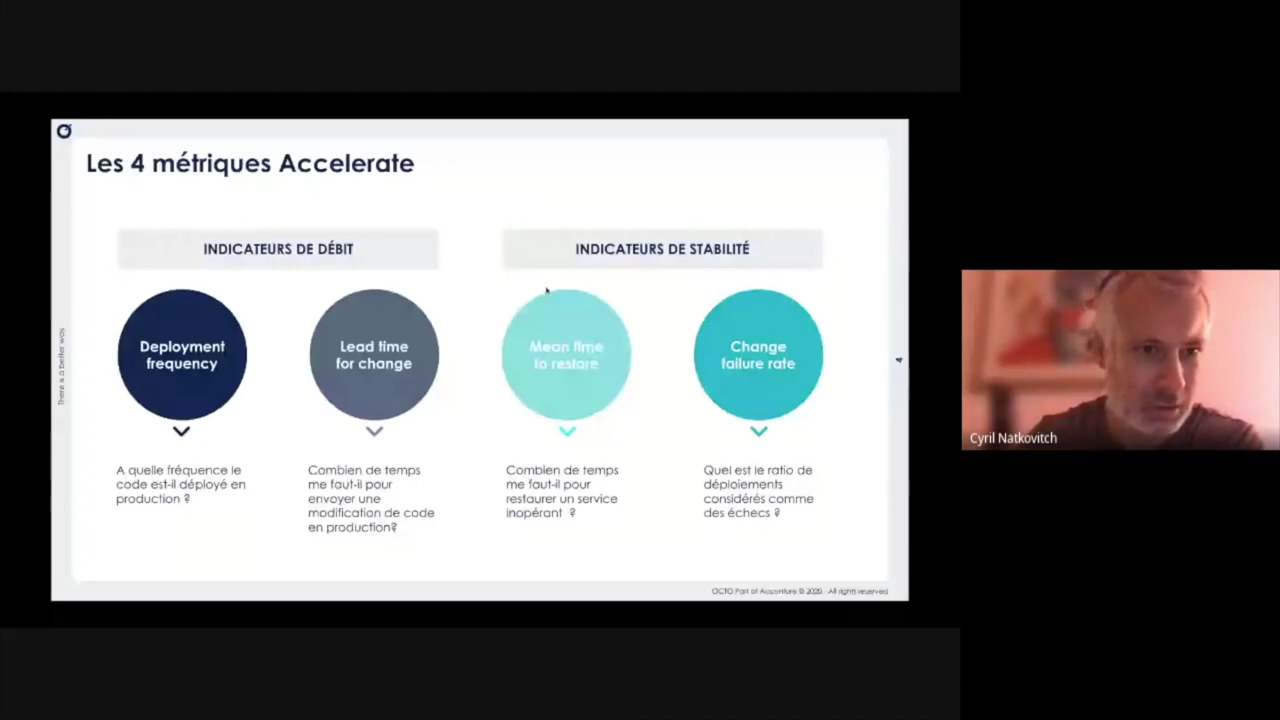 Les 4 métriques Accelerate
INDICATEURS DE DÉBIT
INDICATEURS DE STABILITÉ
Deployment
frequency
Lead time
for change
Mean time
to restore
Change
failure rate
A quelle fréquence le
code est-il déployé en
production ?
Combien de temps
me faut-il pour
envoyer une
modification de code
en production?
Combien de temps
me faut-il pour
restaurer un service
inopérant ?
Quel est le ratio de
déploiements
considérés comme
des échecs ?
There is a better way
4
OCTO Part of Accenture © 2020 - All rights reserved
Cyril Natkovitch